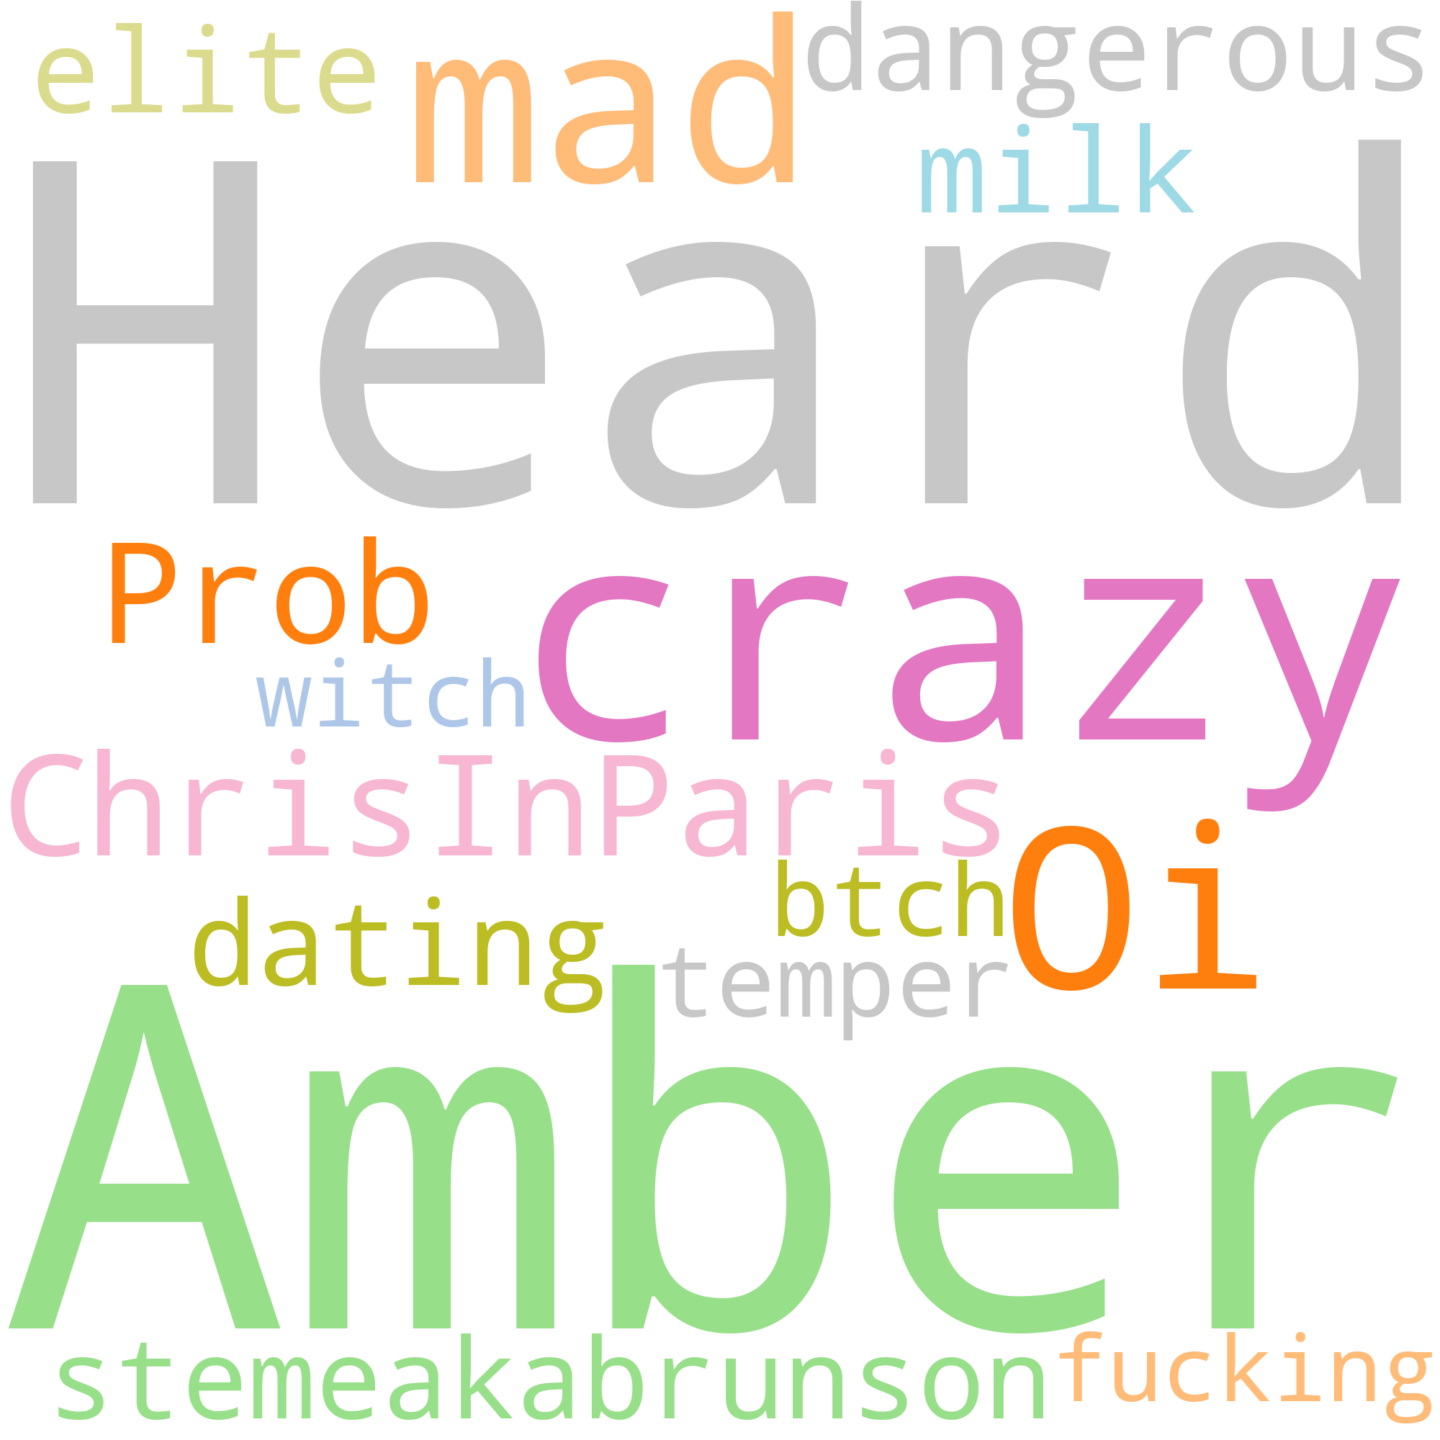 elite mad dangerous
milk
Heard
Prob crazy
witch
ChrisInParis
Oi
btch
dating
temper
Amber
stemeakabrunson fucking